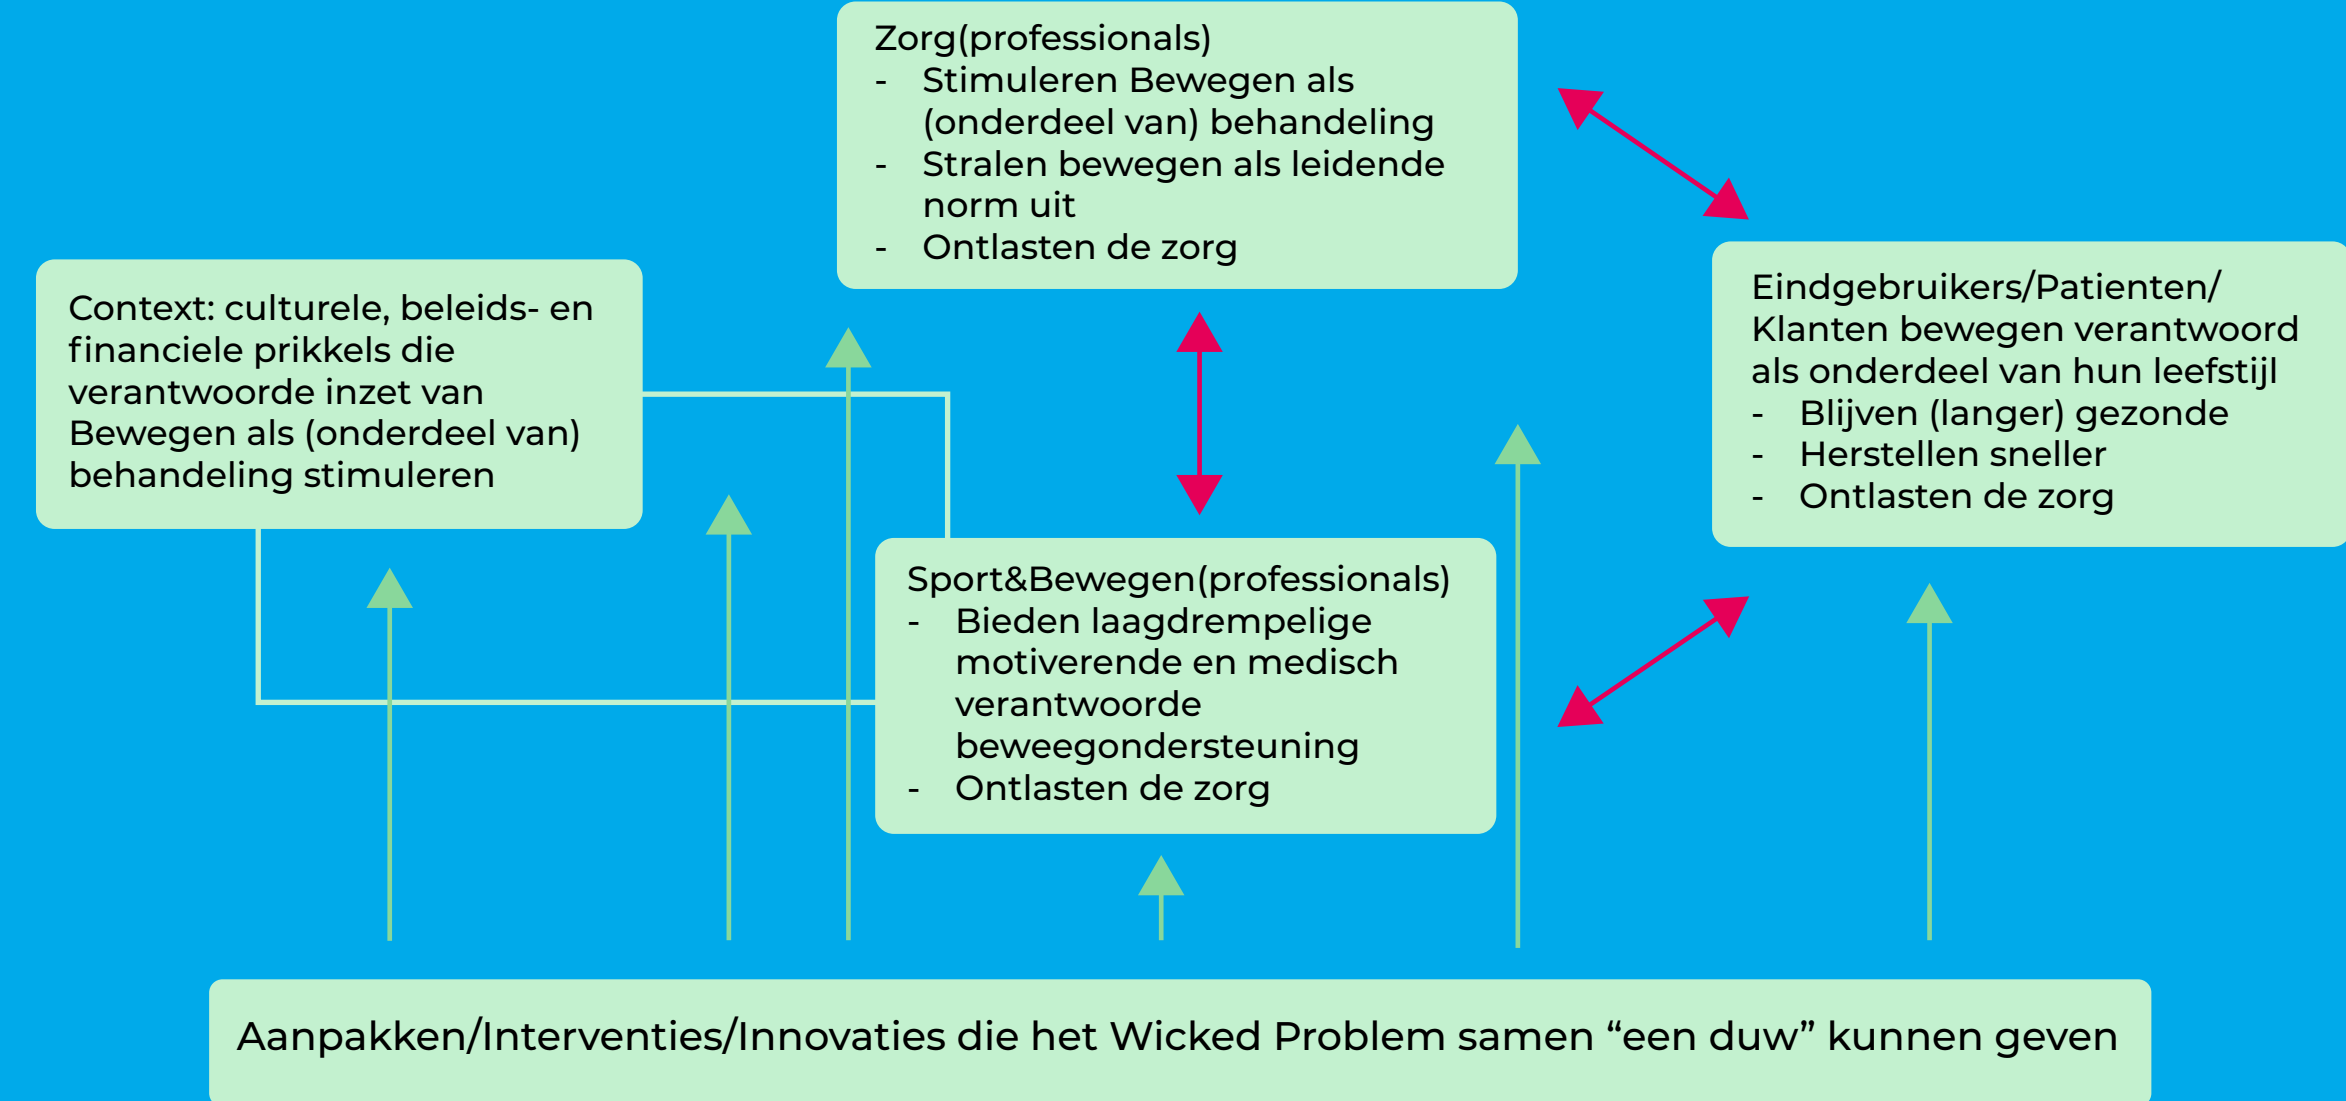 Zorg(professionals)
- Stimuleren Bewegen als
(onderdeel van) behandeling
- Stralen bewegen als leidende
norm uit
- Ontlasten de zorg
Context: culturele, beleids- en
financiele prikkels die
verantwoorde inzet van
Bewegen als (onderdeel van)
behandeling stimuleren
Eindgebruikers/Patienten/
Klanten bewegen verantwoord
als onderdeel van hun leefstijl
- Blijven (langer) gezonde
- Herstellen sneller
- Ontlasten de zorg
Sport&Bewegen(professionals)
- Bieden laagdrempelige
motiverende en medisch
verantwoorde
beweegondersteuning
- Ontlasten de zorg
Aanpakken/Interventies/Innovaties die het Wicked Problem samen “een duw” kunnen geven